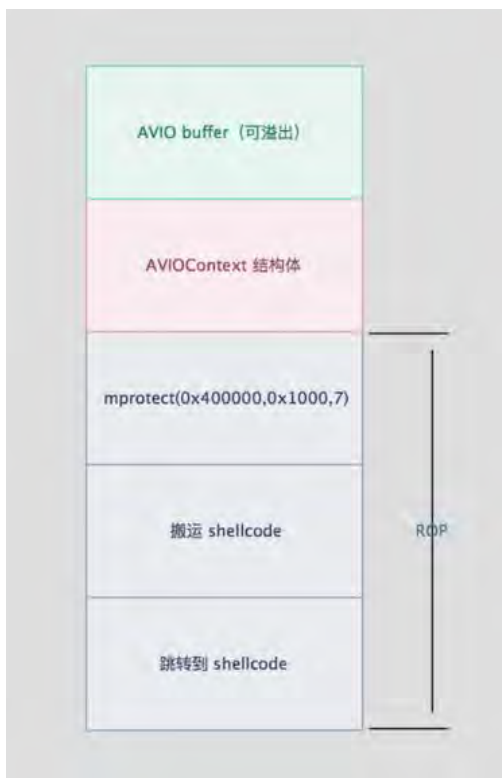 AVIO buffer（可溢出）
AVIOContext 结构体
mprotect(0x400000,0x1000,7)
搬运 shellcode
ROP
跳转到 shellcode